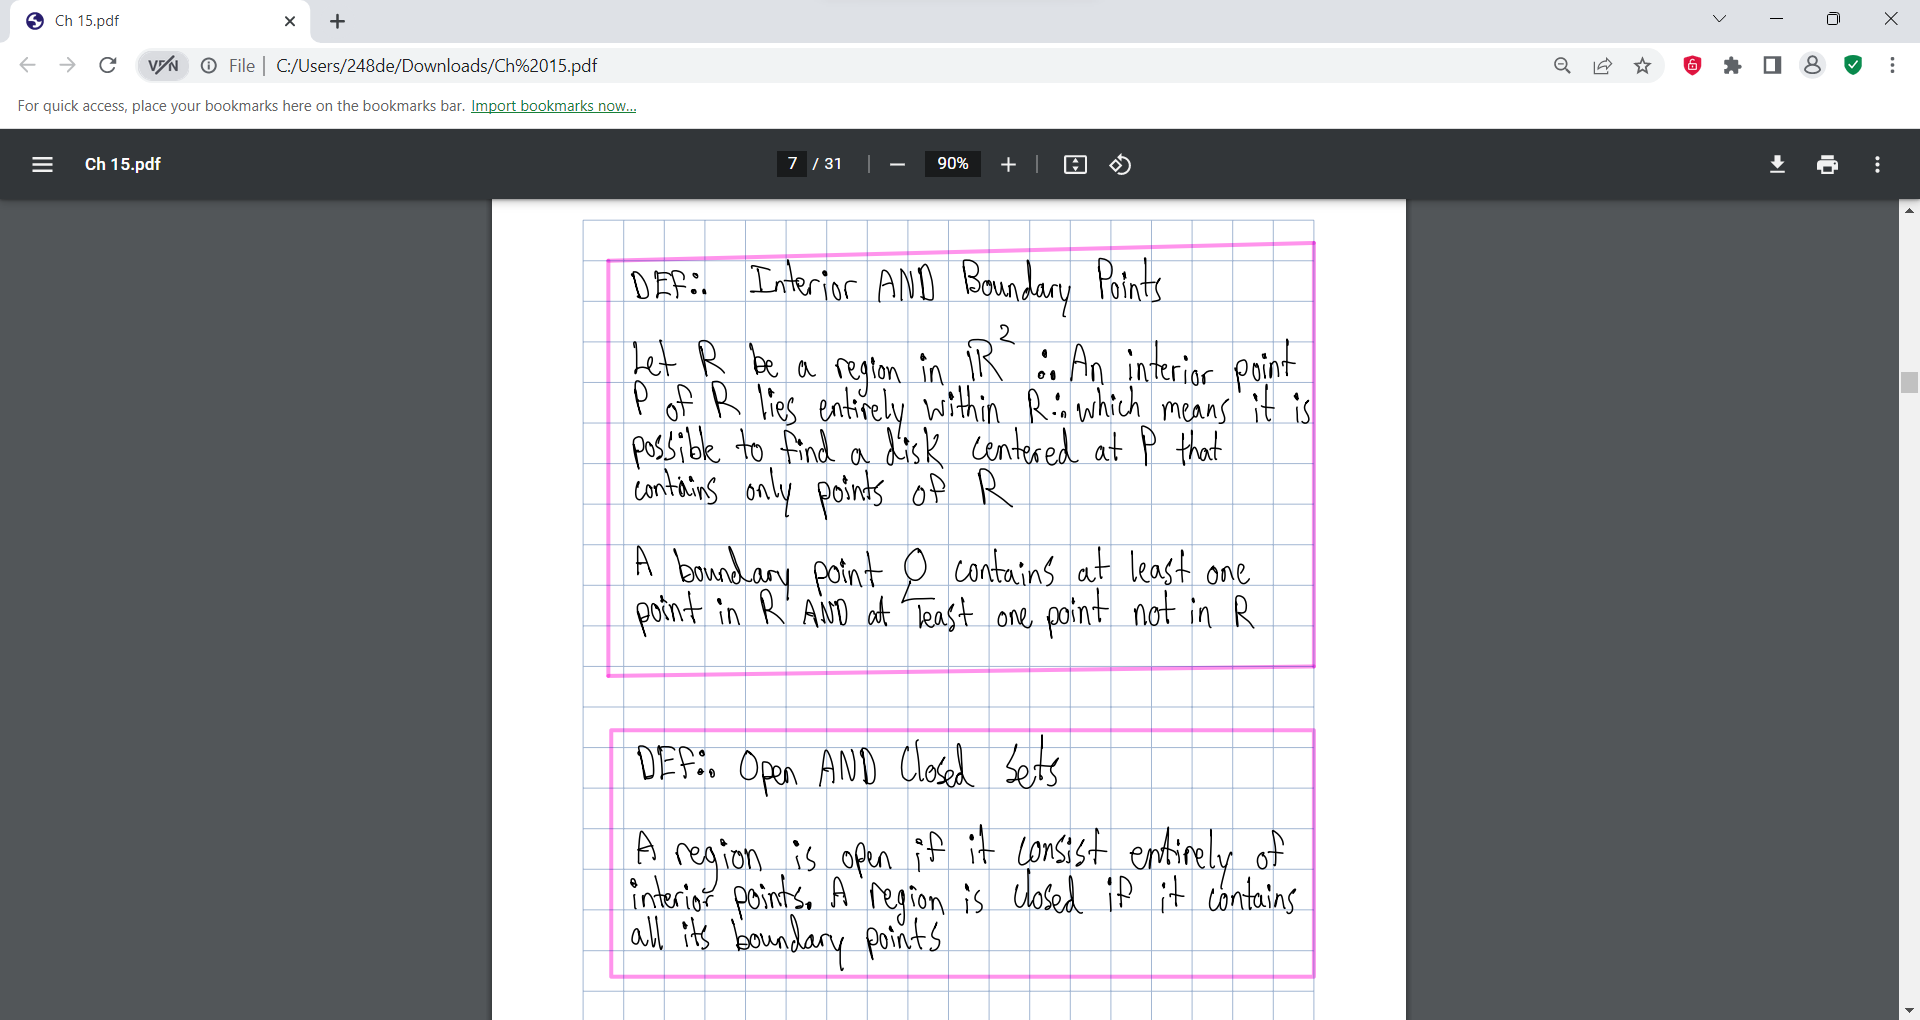 Ch 15.pdf
VPN File C:/Users/248de/Downloads/Ch%2015.pdf
For quick access, place your bookmarks here on the bookmarks bar. Import bookmarks now...
Ch 15.pdf 7 / 31 90%
DEF:. Interior AND Boundary Points
Let R be a region in ℝ² ∴ An interior point
P of R lies entirely within R ∴ which means it is
possible to find a disk centered at P that
contains only points of R
A boundary point Q contains at least one
point in R AND at least one point not in R
DEF:. Open AND Closed Sets
A region is open if it consist entirely of
interior points. A region is closed if it contains
all its boundary points